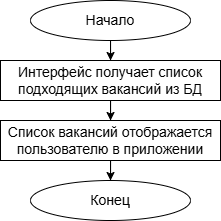 Начало
Интерфейс получает список
подходящих вакансий из БД
Список вакансий отображается
пользователю в приложении
Конец